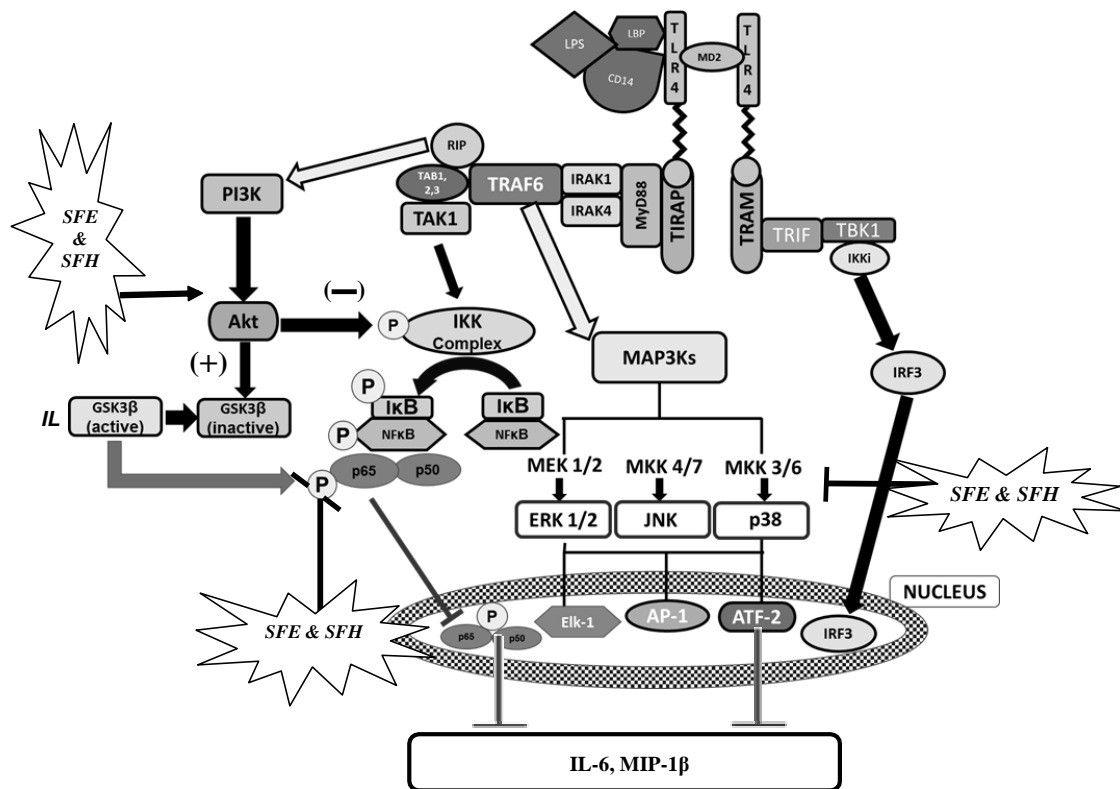 LPS
LBP
CD14
T
L
R
4
MD2
T
L
R
4
RIP
TAB1,
2,3
TRAF6
IRAK1
IRAK4
MyD88
TIRAP
TRAM
TRIF
TBK1
IKKi
TAK1
PI3K
SFE
&
SFH
Akt
(—)
(+)
P
IKK
Complex
MAP3Ks
IRF3
IL
GSK3β
(active)
GSK3β
(inactive)
P
IκB
IκB
P
NFκB
NFκB
p65
p50
P
MEK 1/2
MKK 4/7
MKK 3/6
ERK 1/2
JNK
p38
SFE & SFH
SFE & SFH
NUCLEUS
P
p65
p50
Elk-1
AP-1
ATF-2
IRF3
IL-6, MIP-1β